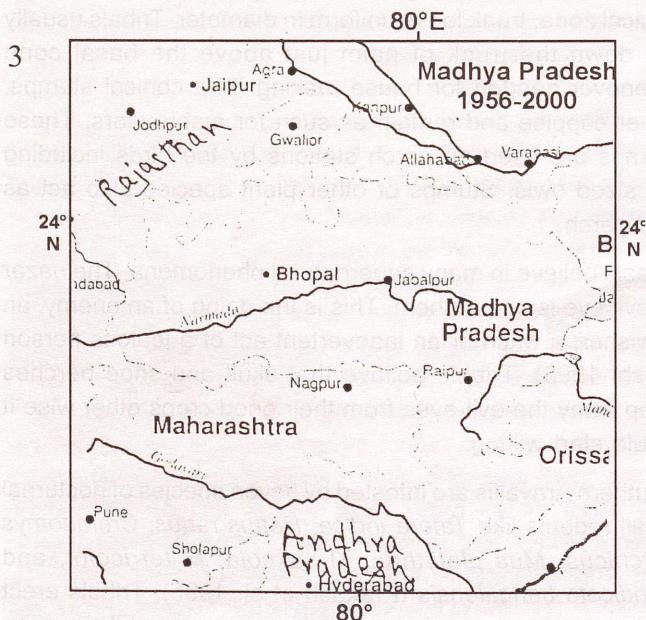 80°E
3
Agra
Madhya Pradesh
1956-2000
Jaipur
Kanpur
Jodhpur
Rajasthan
Gwalior
Allahabad
Varanasi
24°
N
24°
N
B
dabad
Bhopal
Jabalpur
Narmada
Madhya
Pradesh
Nagpur
Raipur
Maharashtra
Orissa
Godavari
Pune
Andhra
Pradesh
Sholapur
Hyderabad
80°